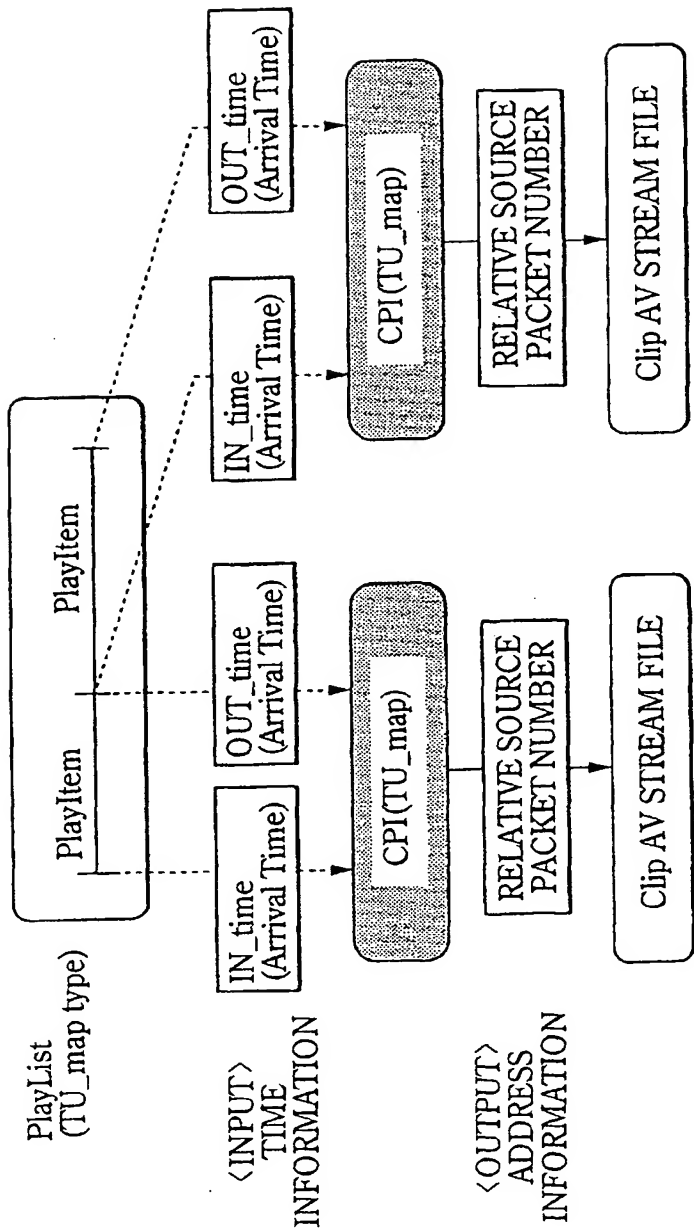 PlayList
(TU_map type)
PlayItem
PlayItem
<INPUT>
TIME
INFORMATION
IN_time
(Arrival Time)
OUT_time
(Arrival Time)
IN_time
(Arrival Time)
OUT_time
(Arrival Time)
CPI(TU_map)
CPI(TU_map)
<OUTPUT>
ADDRESS
INFORMATION
RELATIVE SOURCE
PACKET NUMBER
RELATIVE SOURCE
PACKET NUMBER
Clip AV STREAM FILE
Clip AV STREAM FILE